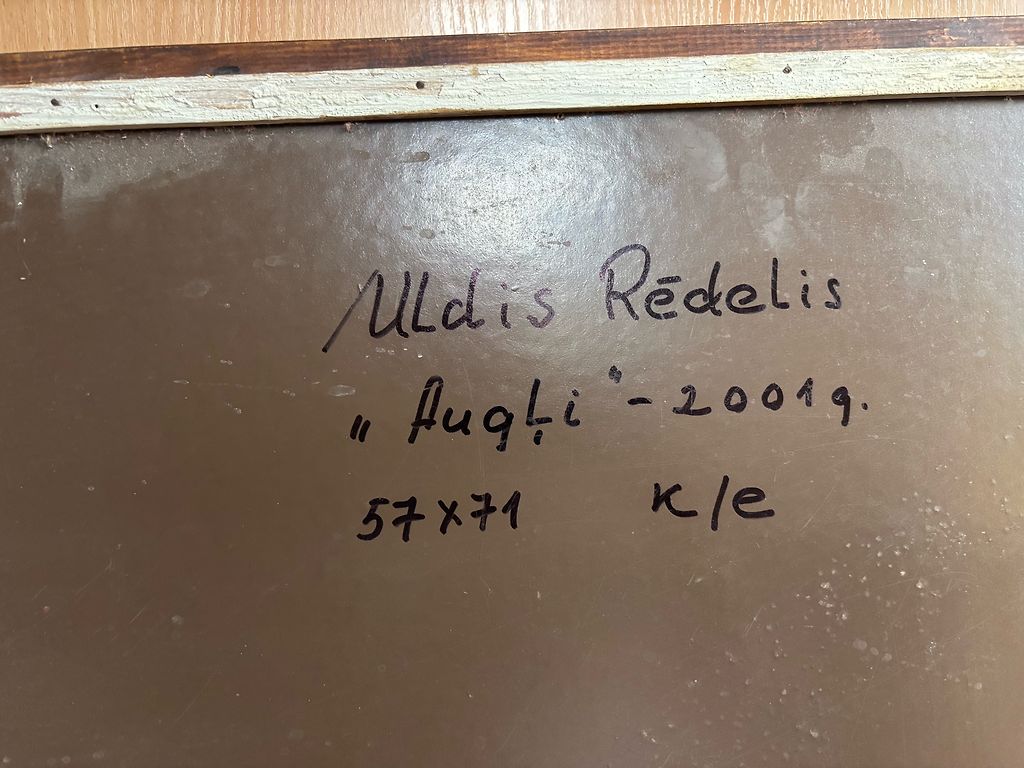 Uldis Rēdelis
„Augļi” - 2001g.
57x71 k/e